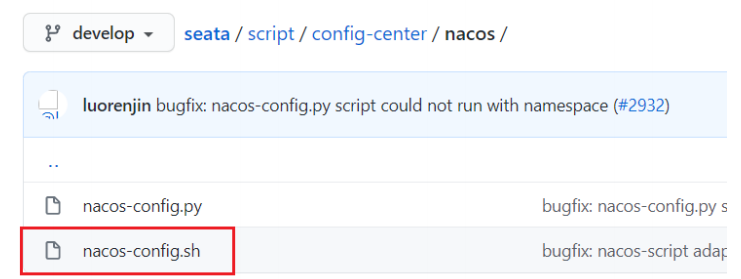 develop seata / script / config-center / nacos /
luorenjin bugfix: nacos-config.py script could not run with namespace (#2932)
..
nacos-config.py bugfix: nacos-config.py s
nacos-config.sh bugfix: nacos-script adap